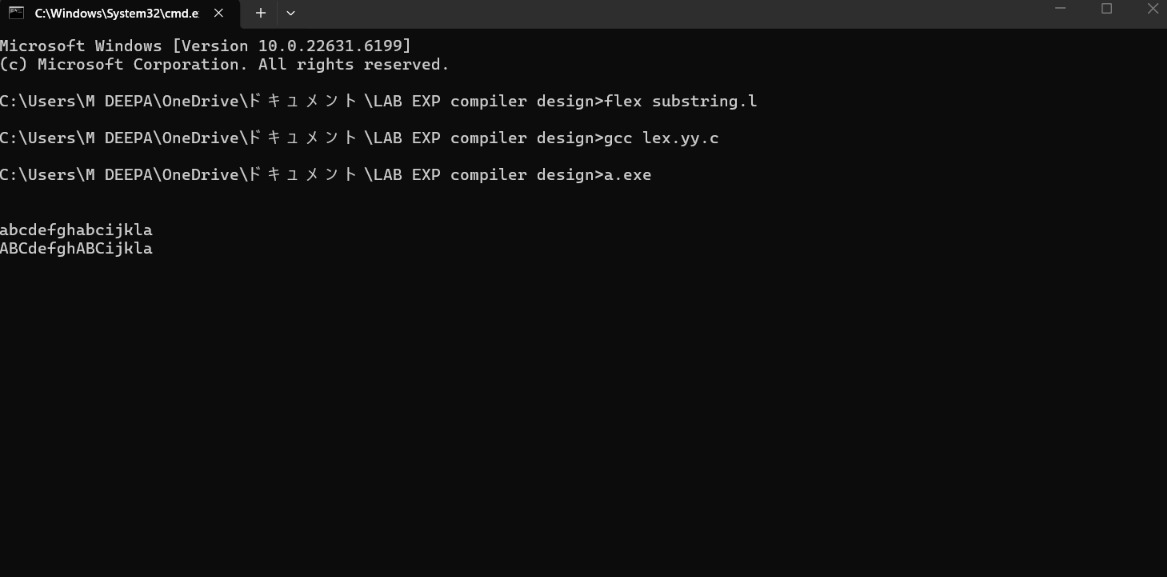 C:\Windows\System32\cmd.e
Microsoft Windows [Version 10.0.22631.6199]
(c) Microsoft Corporation. All rights reserved.
C:\Users\M DEEPA\OneDrive\ドキュメント\LAB EXP compiler design>flex substring.l
C:\Users\M DEEPA\OneDrive\ドキュメント\LAB EXP compiler design>gcc lex.yy.c
C:\Users\M DEEPA\OneDrive\ドキュメント\LAB EXP compiler design>a.exe
abcdefghabcijkla
ABCdefghABCijkla